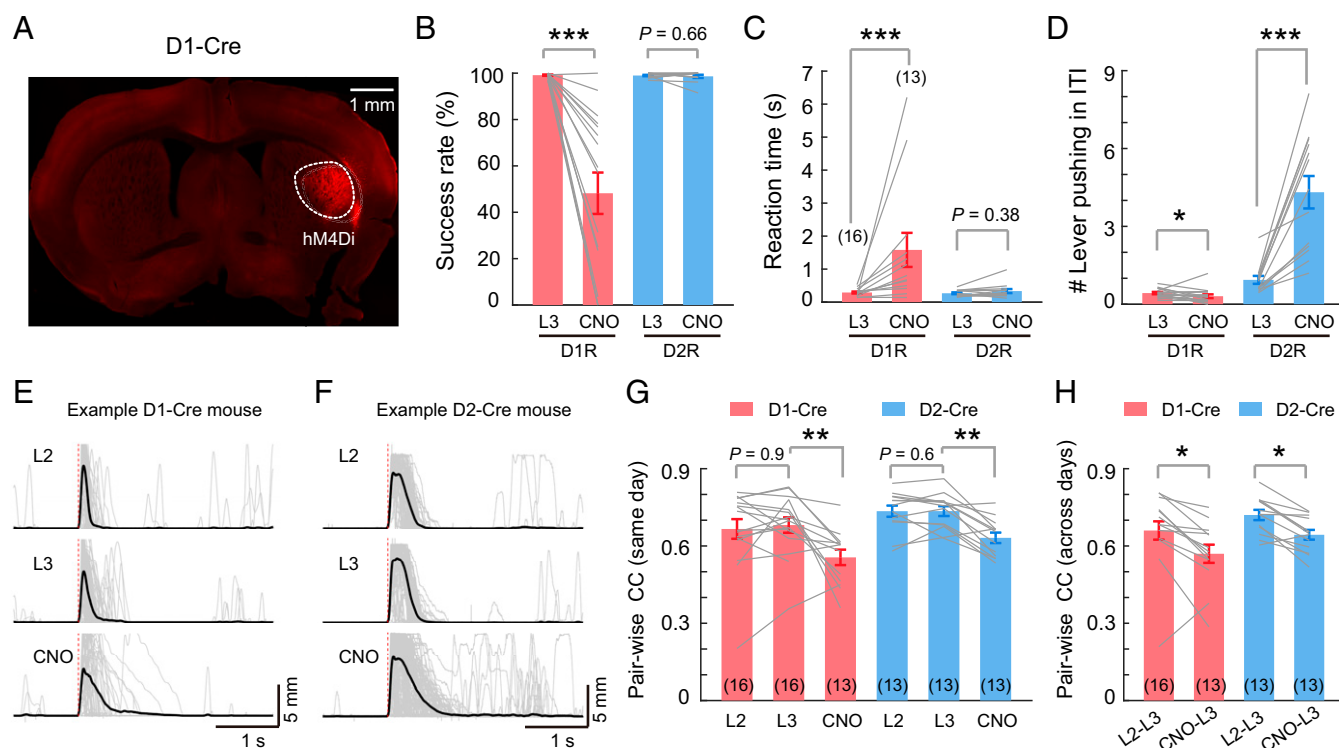 A
D1-Cre
1 mm
hM4Di
B
***
P = 0.66
Success rate (%)
100
80
60
40
20
0
L3 CNO L3 CNO
D1R D2R
C
***
(13)
(16)
P = 0.38
Reaction time (s)
7
6
5
4
3
2
1
0
L3 CNO L3 CNO
D1R D2R
D
***
*
# Lever pushing in ITI
9
6
3
0
L3 CNO L3 CNO
D1R D2R
E
Example D1-Cre mouse
L2
L3
CNO
5 mm
1 s
F
Example D2-Cre mouse
L2
L3
CNO
5 mm
1 s
G
D1-Cre D2-Cre
P = 0.9 ** P = 0.6 **
Pair-wise CC (same day)
0.9
0.6
0.3
0
(16) (16) (13) (13) (13) (13)
L2 L3 CNO L2 L3 CNO
H
D1-Cre D2-Cre
* *
Pair-wise CC (across days)
0.9
0.6
0.3
0
(16) (13) (13) (13)
L2-L3 CNO-L3 L2-L3 CNO-L3